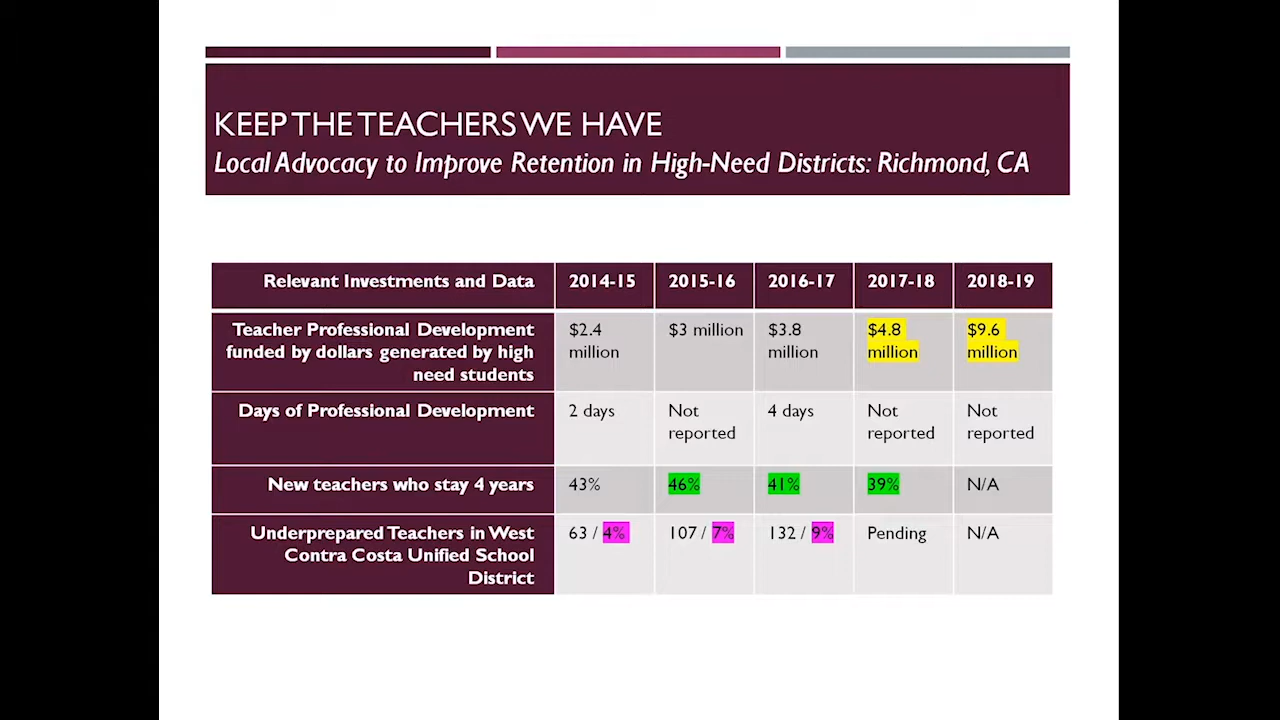 KEEP THE TEACHERS WE HAVE
Local Advocacy to Improve Retention in High-Need Districts: Richmond, CA
Relevant Investments and Data 2014-15 2015-16 2016-17 2017-18 2018-19
Teacher Professional Development
funded by dollars generated by high
need students
$2.4
million
$3 million
$3.8
million
$4.8
million
$9.6
million
Days of Professional Development
2 days
Not
reported
4 days
Not
reported
Not
reported
New teachers who stay 4 years 43% 46% 41% 39% N/A
Underprepared Teachers in West
Contra Costa Unified School
District
63 / 4% 107 / 7% 132 / 9% Pending N/A